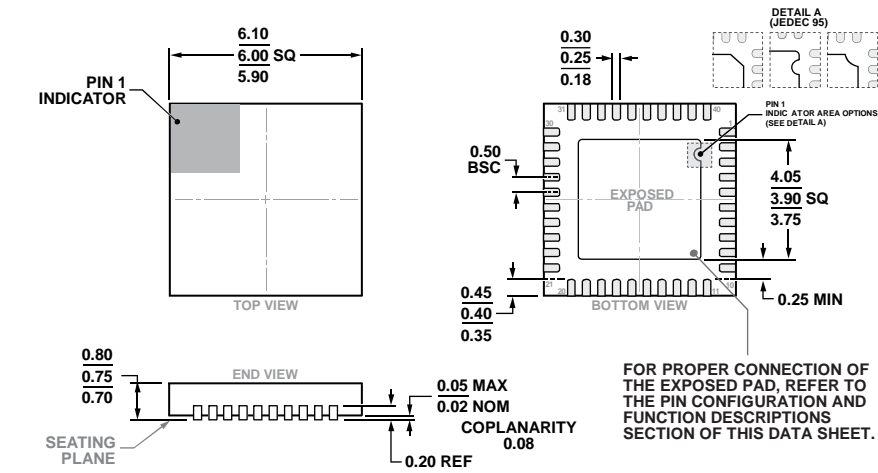 6.10
6.00 SQ
5.90
PIN 1
INDICATOR
TOP VIEW
0.30
0.25
0.18
0.50
BSC
31
40
30
1
21
20
11
10
EXPOSED
PAD
BOTTOM VIEW
0.45
0.40
0.35
DETAIL A
(JEDEC 95)
PIN 1
INDIC ATOR AREA OPTIONS
(SEE DETAIL A)
4.05
3.90 SQ
3.75
0.25 MIN
0.80
0.75
0.70
END VIEW
SEATING
PLANE
0.05 MAX
0.02 NOM
COPLANARITY
0.08
0.20 REF
FOR PROPER CONNECTION OF
THE EXPOSED PAD, REFER TO
THE PIN CONFIGURATION AND
FUNCTION DESCRIPTIONS
SECTION OF THIS DATA SHEET.